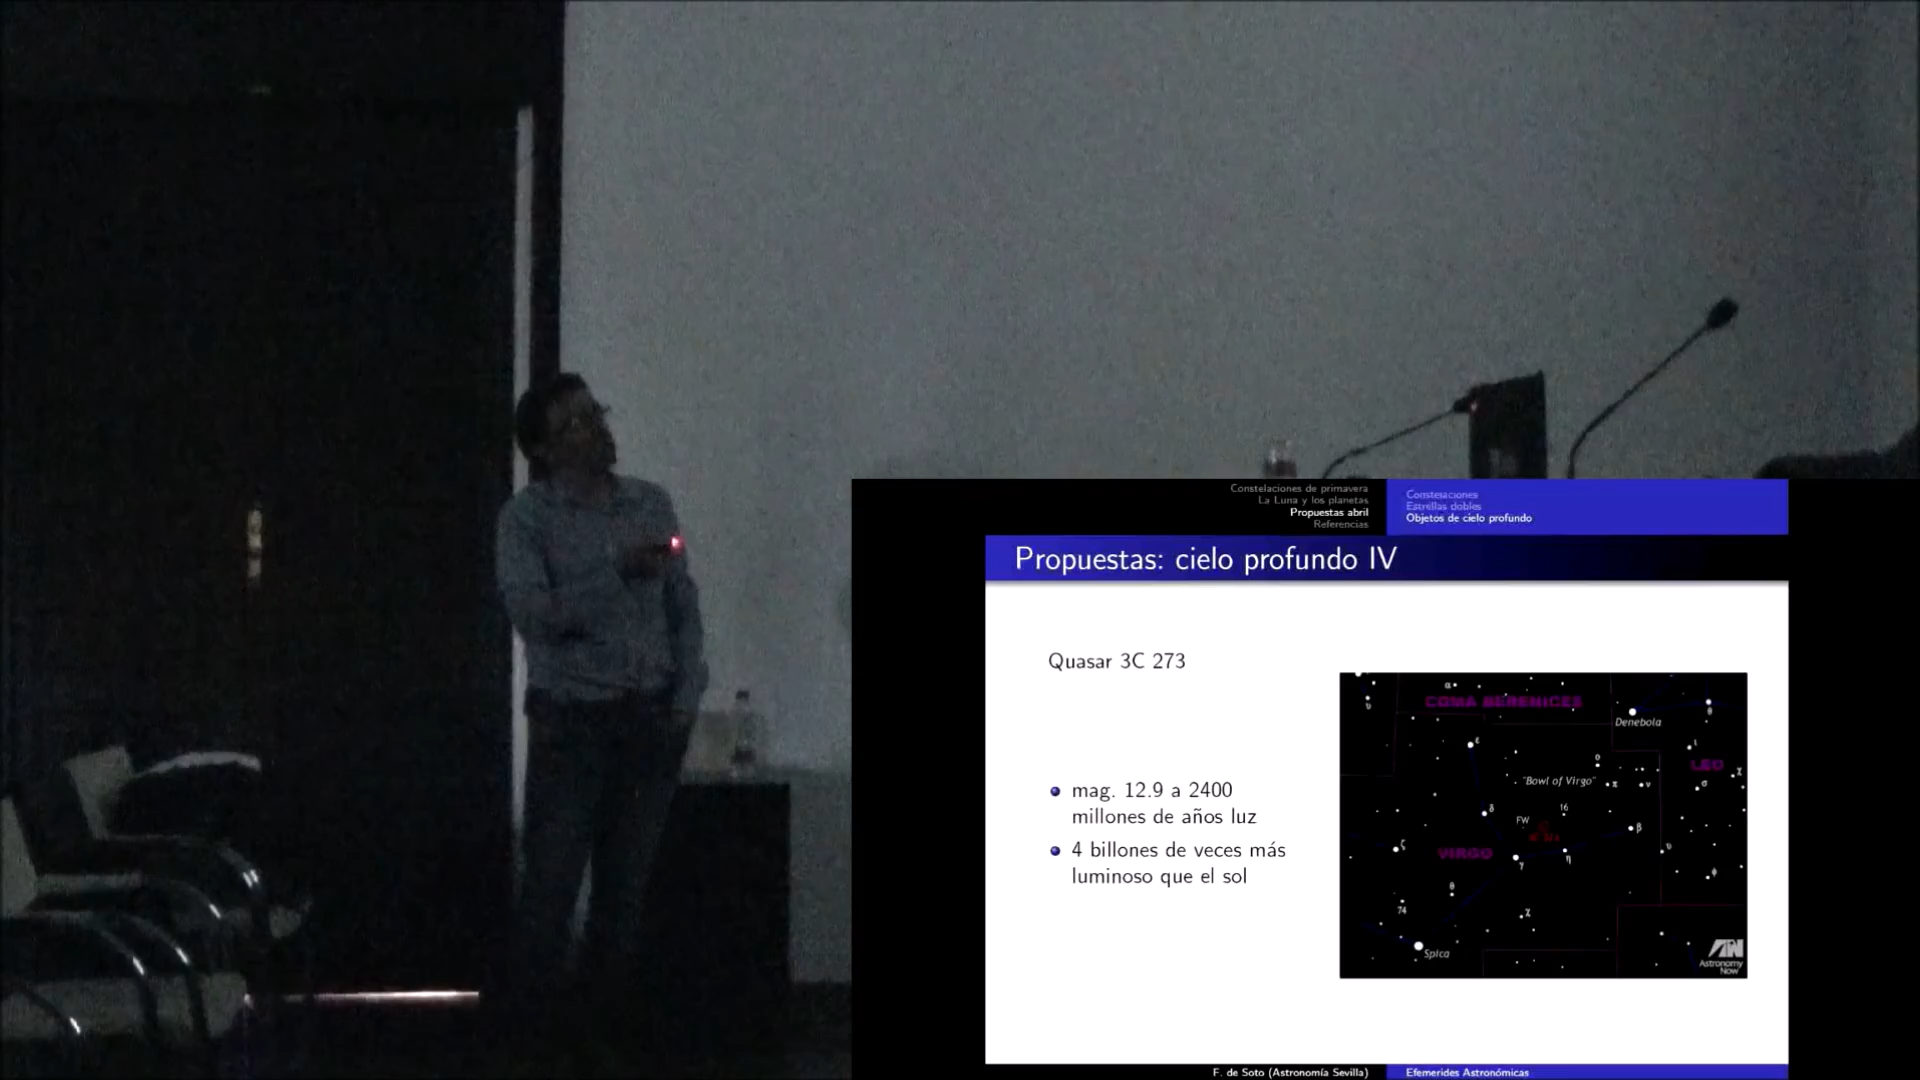 Constelaciones de primavera
La Luna y los planetas
Propuestas abril
Referencias
Constelaciones
Estrellas dobles
Objetos de cielo profundo
Propuestas: cielo profundo IV
Quasar 3C 273
mag. 12.9 a 2400
millones de años luz
4 billones de veces más
luminoso que el sol
α
COMA BERENICES
Denebola
θ
υ
ε
ι
LEO
ο
"Bowl of Virgo"
π
ν
σ
χ
δ
16
FW
β
ζ
VIRGO
γ
η
υ
θ
φ
74
χ
Spica
Astronomy
Now
F. de Soto (Astronomía Sevilla)
Efemerides Astronómicas